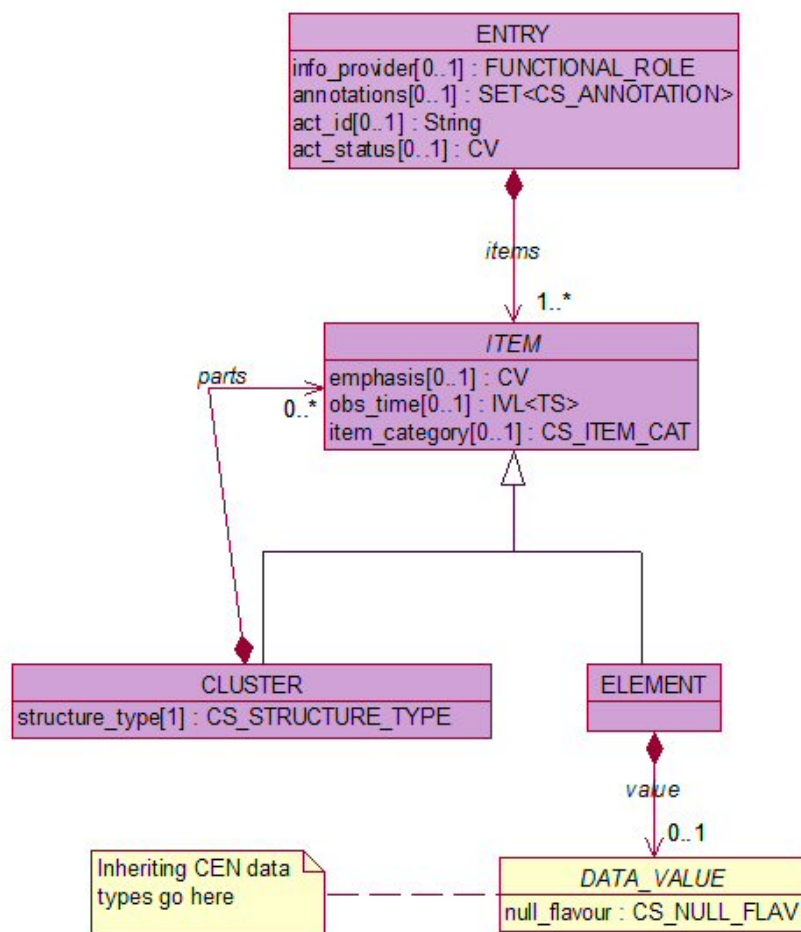 ENTRY
info_provider[0..1] : FUNCTIONAL_ROLE
annotations[0..1] : SET<CS_ANNOTATION>
act_id[0..1] : String
act_status[0..1] : CV
items
1..*
ITEM
emphasis[0..1] : CV
obs_time[0..1] : IVL<TS>
item_category[0..1] : CS_ITEM_CAT
parts
0..*
CLUSTER
structure_type[1] : CS_STRUCTURE_TYPE
ELEMENT
value
0..1
Inheriting CEN data
types go here
DATA_VALUE
null_flavour : CS_NULL_FLAV